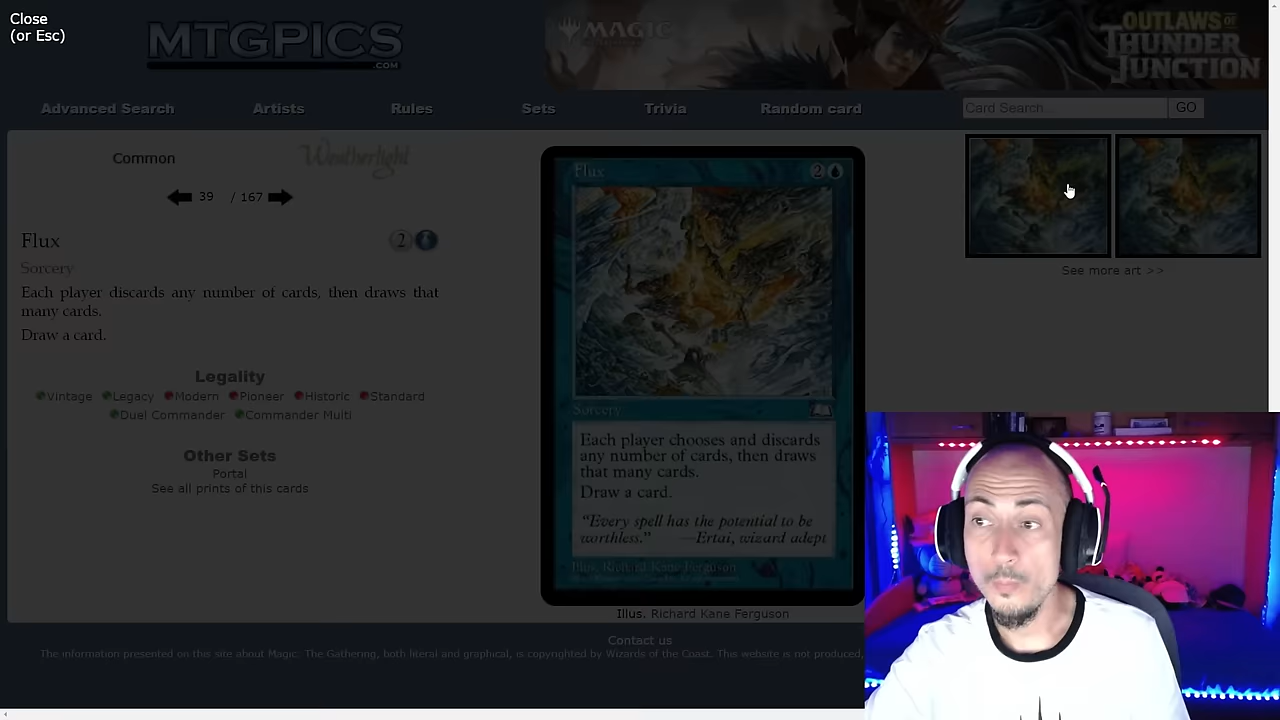 Close
(or Esc)
MTGPICS
.COM
MAGIC
OUTLAWS OF
THUNDER
JUNCTION
Advanced Search
Artists
Rules
Sets
Trivia
Random card
Card Search...
GO
Common
Weatherlight
39 / 167
Flux
2
Sorcery
Each player discards any number of cards, then draws that
many cards.
Draw a card.
Legality
Vintage Legacy Modern Pioneer Historic Standard
Duel Commander Commander Multi
Other Sets
Portal
See all prints of this cards
Flux
2
Sorcery
Each player chooses and discards
any number of cards, then draws
that many cards.
Draw a card.
“Every spell has the potential to be
worthless.” —Ertai, wizard adept
Illus. Richard Kane Ferguson
Illus. Richard Kane Ferguson
See more art >>
Contact us
The information presented on this site about Magic: The Gathering, both literal and graphical, is copyrighted by Wizards of the Coast. This website is not produced,